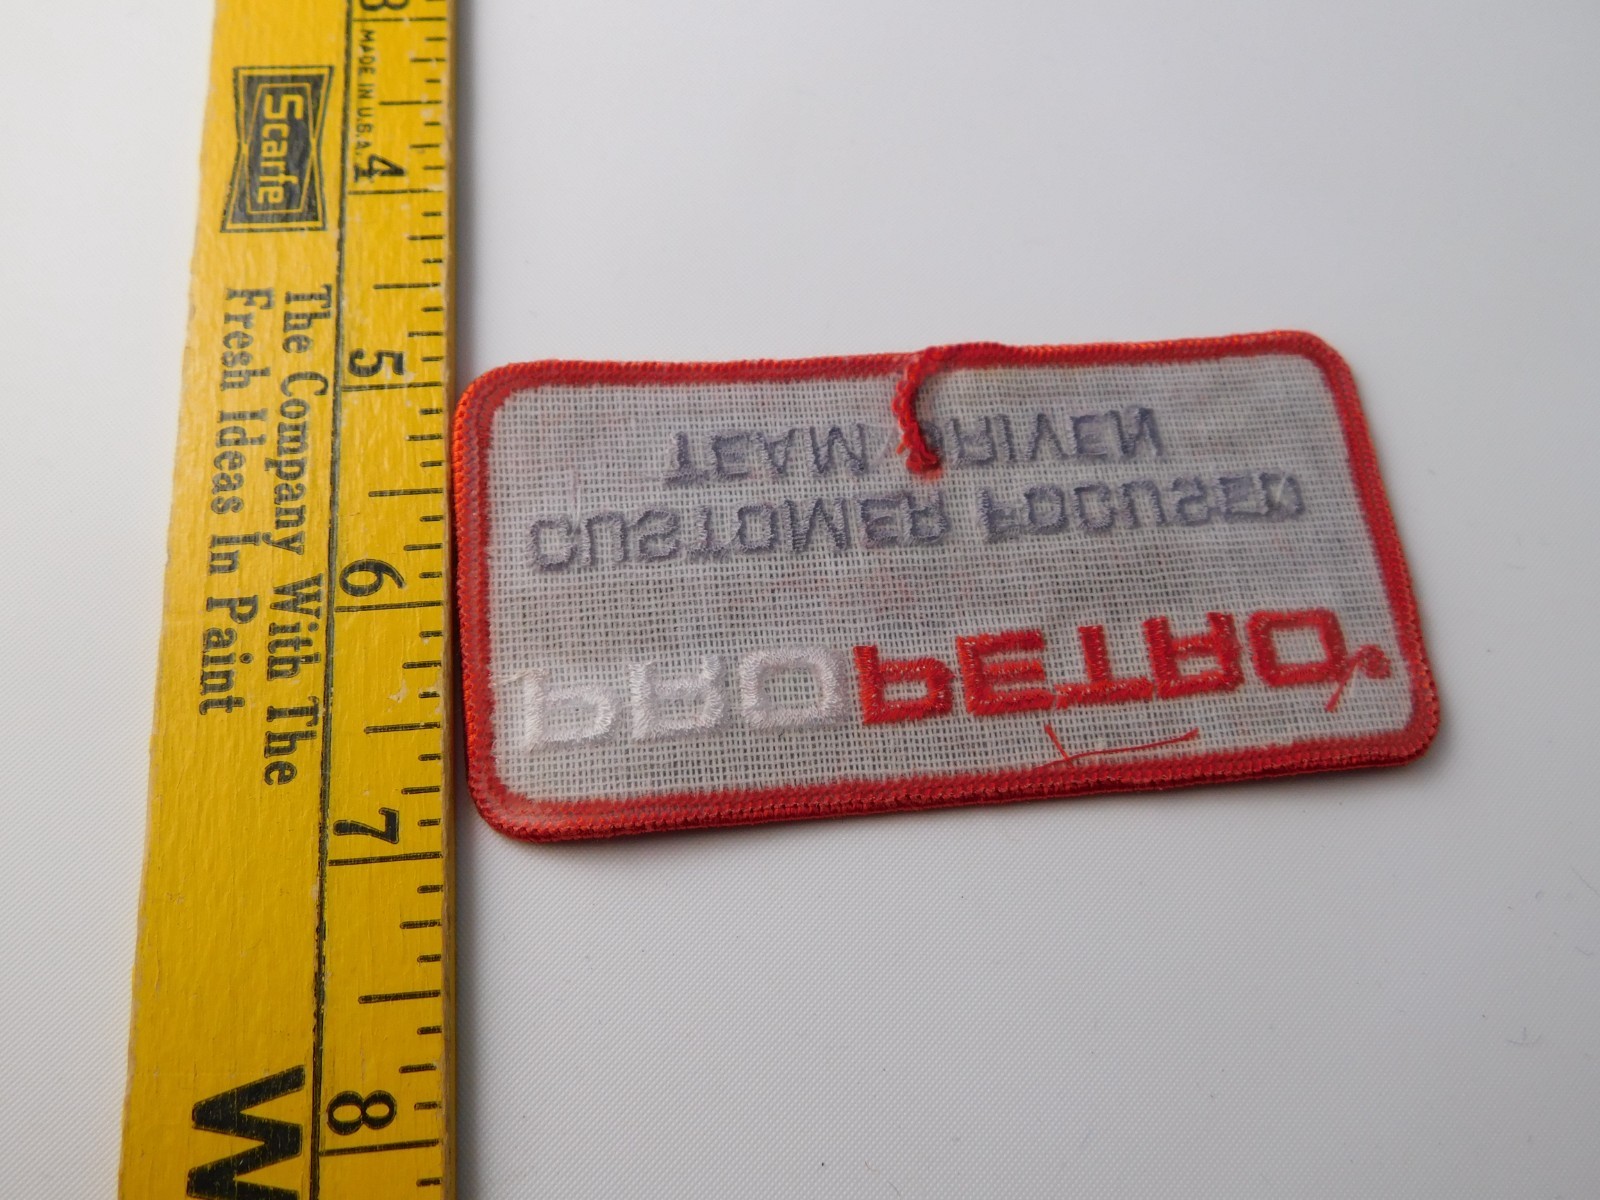 3
MADE IN U.S.A.
4
5
6
7
8
Scarfe
The Company With The
Fresh Ideas In Paint
W
PROPETRO®
CUSTOMER FOCUSED
TEAM DRIVEN